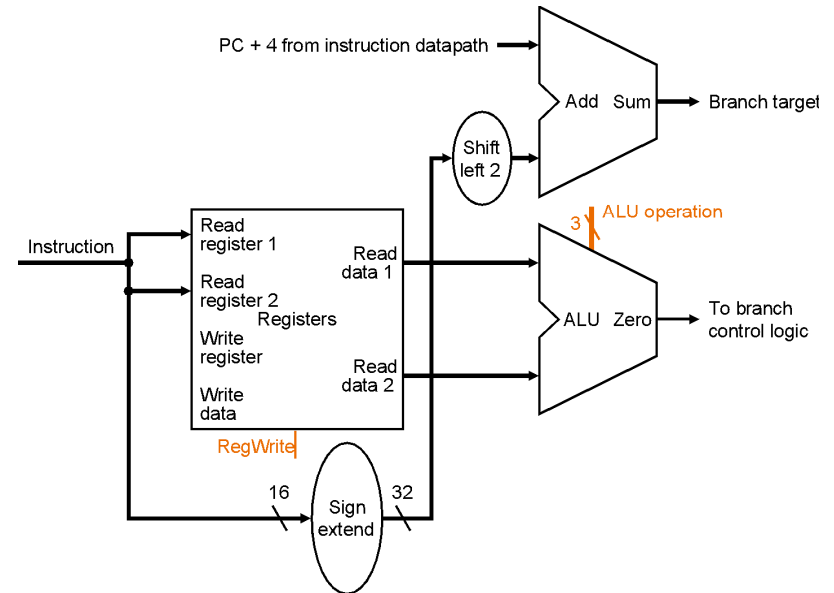 PC + 4 from instruction datapath
Add Sum
Branch target
Shift
left 2
3
ALU operation
Instruction
Read
register 1
Read
data 1
Read
register 2
Registers
ALU Zero
To branch
control logic
Write
register
Read
data 2
Write
data
RegWrite
16
32
Sign
extend